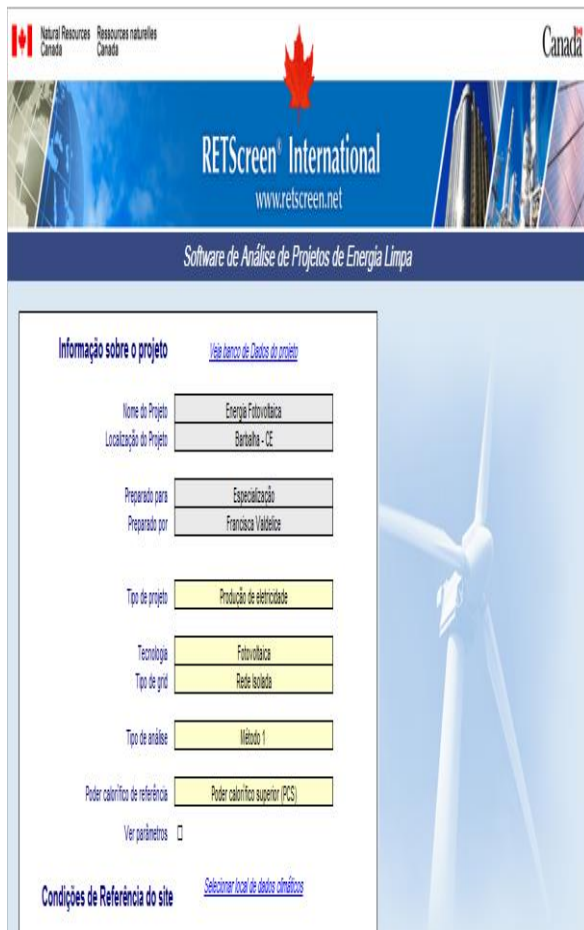 Natural Resources Ressources naturelles
Canada Canada
Canada
RETScreen® International
www.retscreen.net
Software de Análise de Projetos de Energia Limpa
Informação sobre o projeto Veja banco de Dados do projeto
Nome do Projeto Energia Fotovoltaica
Localização do Projeto Barbalha - CE
Preparado para Especialização
Preparado por Francisca Valdelice
Tipo de projeto Produção de eletricidade
Tecnologia Fotovoltaica
Tipo de grid Rede Isolada
Tipo de análise Método 1
Poder calorífico de referência Poder calorífico superior (PCS)
Ver parâmetros
Condições de Referência do site Selecionar local de dados climáticos